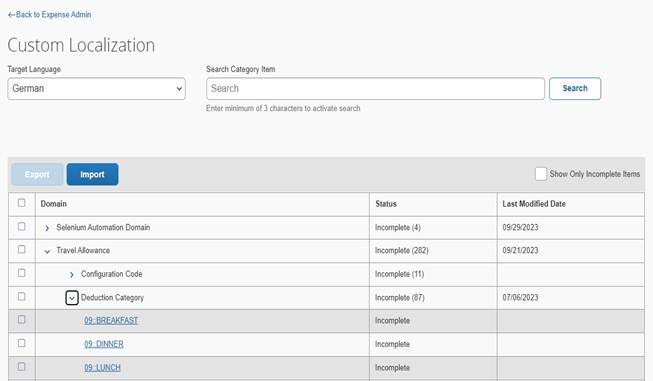 ←Back to Expense Admin
Custom Localization
Target Language
Search Category Item
German
Search
Search
Enter minimum of 3 characters to activate search
Export
Import
Show Only Incomplete Items
Domain
Status
Last Modified Date
Selenium Automation Domain
Incomplete (4)
09/29/2023
Travel Allowance
Incomplete (282)
09/21/2023
Configuration Code
Incomplete (11)
Deduction Category
Incomplete (87)
07/06/2023
09::BREAKFAST
Incomplete
09::DINNER
Incomplete
09::LUNCH
Incomplete